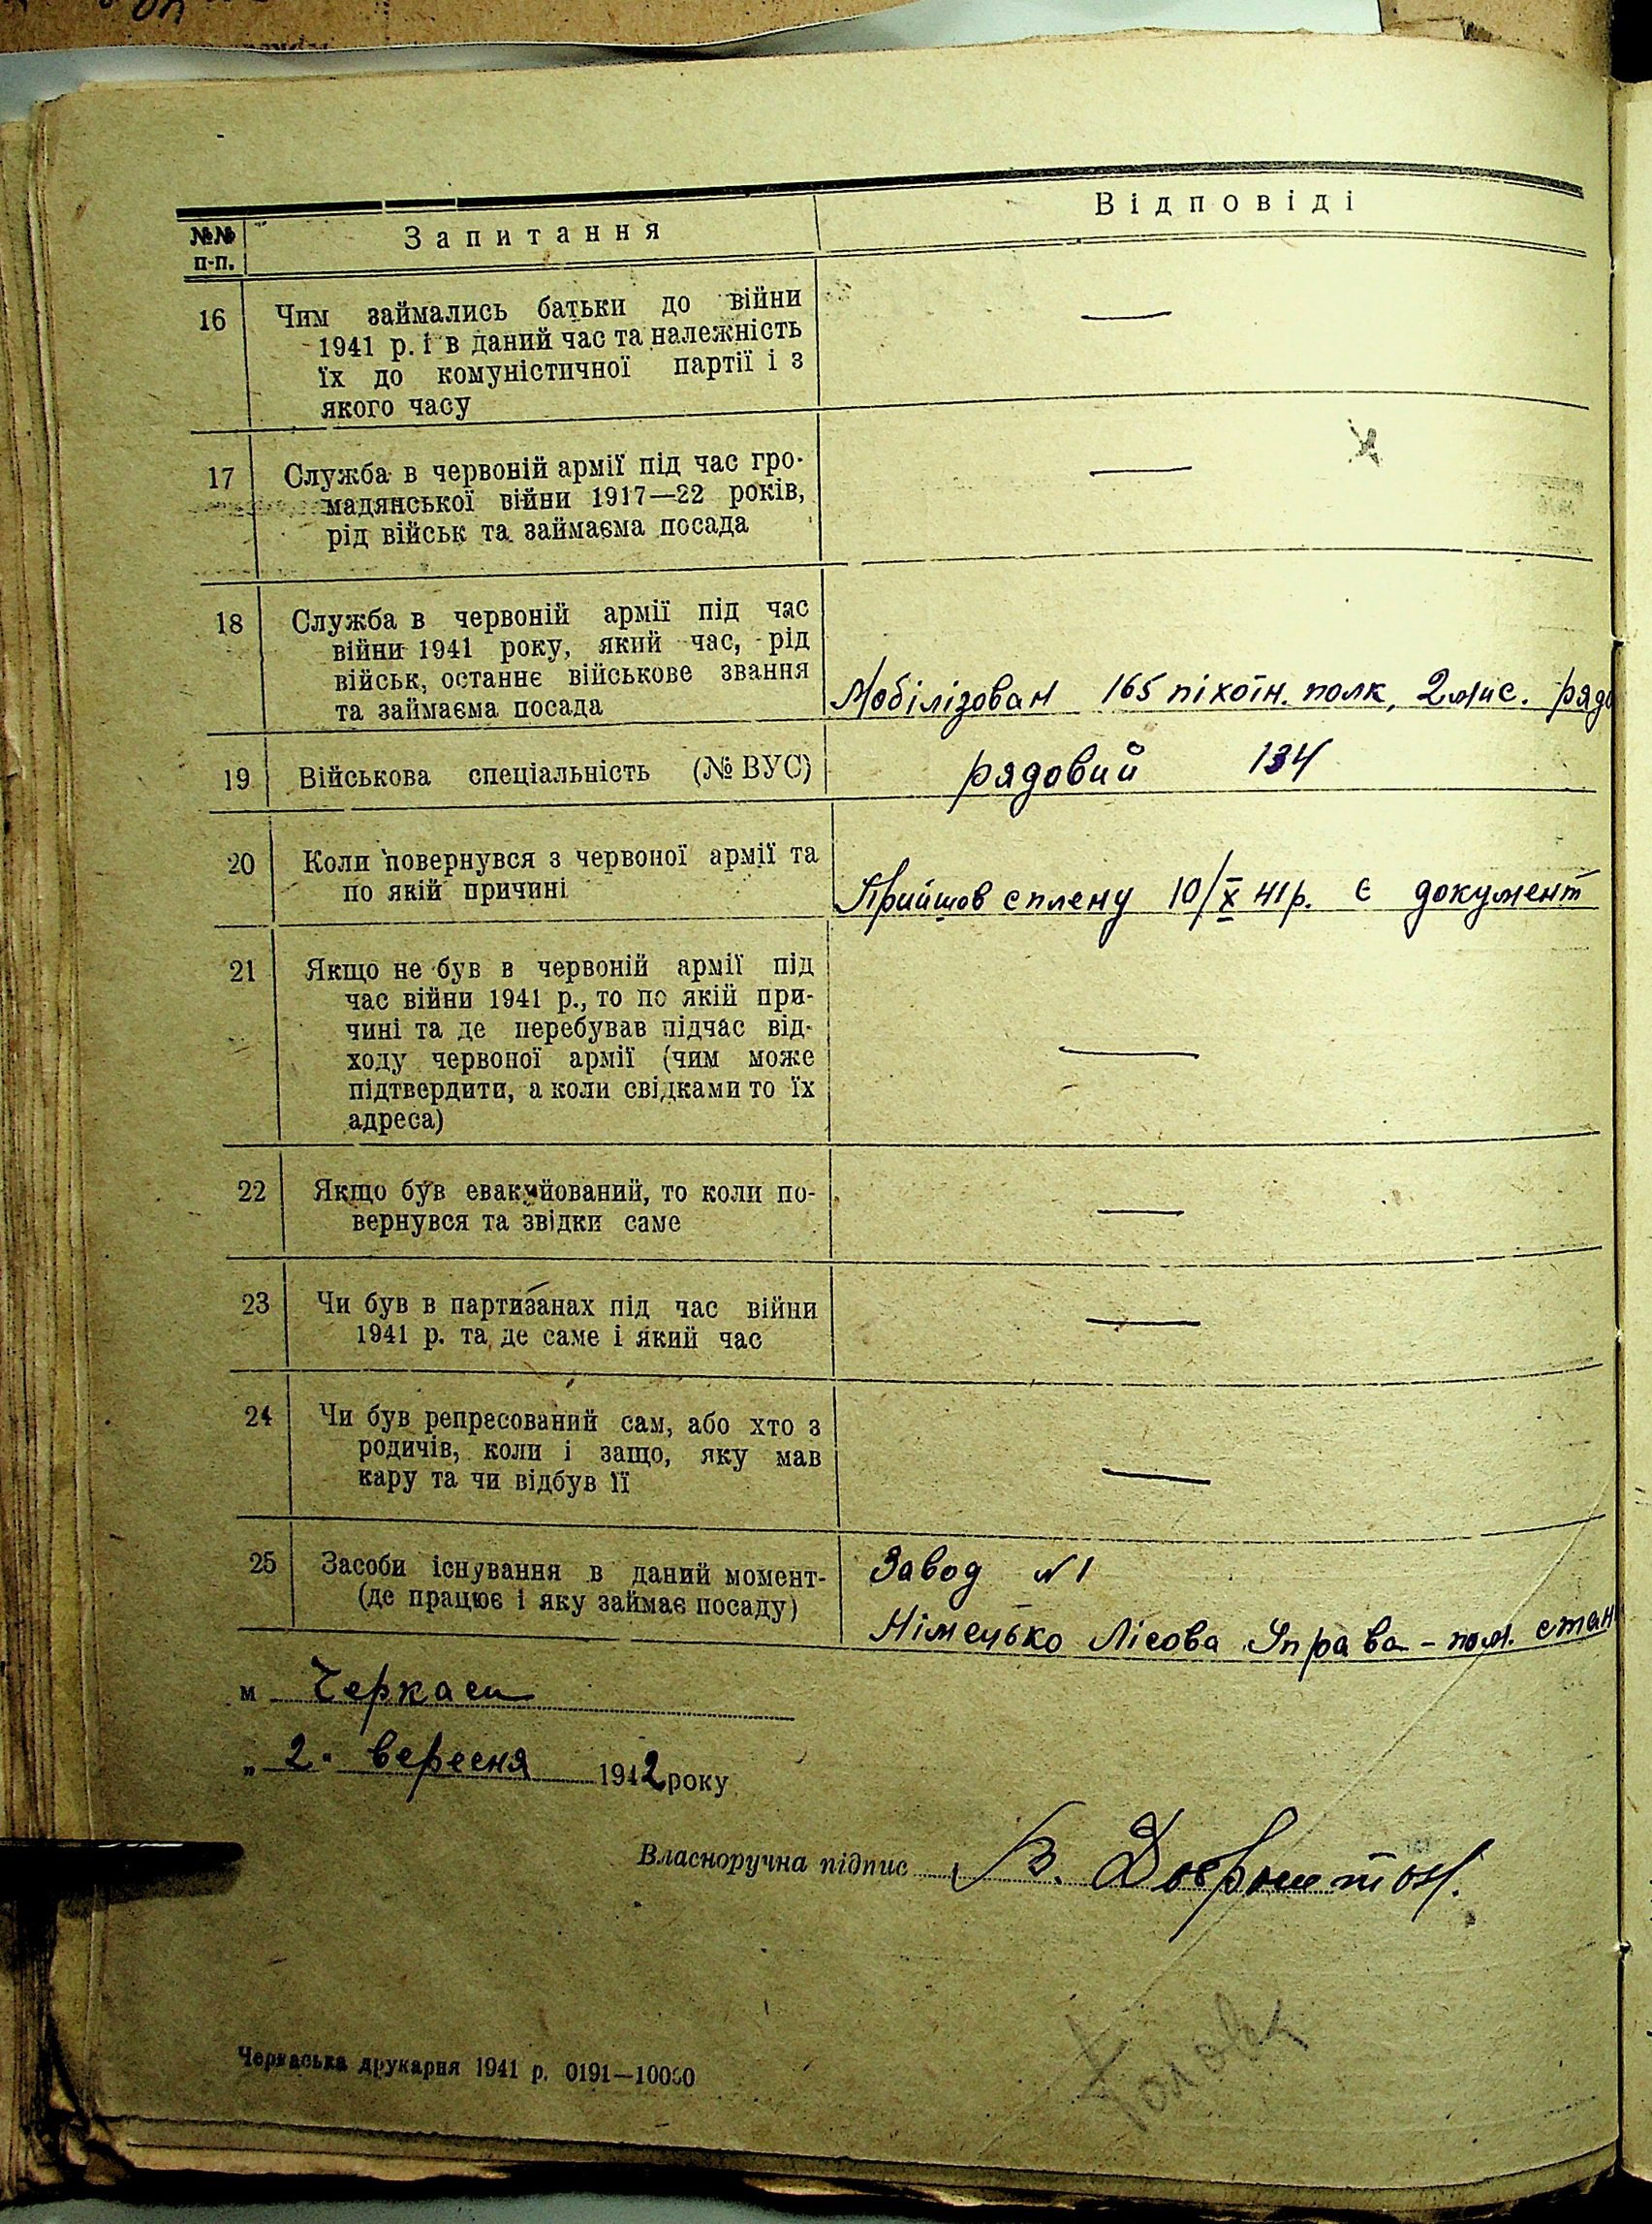 №№
п-п.
Запитання
Відповіді
16
Чим займались батьки до війни
1941 р. і в даний час та належність
їх до комуністичної партії і з
якого часу
—
17
Служба в червоній армії під час гро-
мадянської війни 1917—22 років,
рід військ та займаєма посада
—
18
Служба в червоній армії під час
війни 1941 року, який час, рід
військ, останнє військове звання
та займаєма посада
Мобілізован 165 піхоїн. полк, 2 міс. рядо
19
Військова спеціальність (№ ВУС)
рядовий 134
20
Коли повернувся з червоної армії та
по якій причині
Прийшов с плену 10/X 41 р. є документ
21
Якщо не був в червоній армії під
час війни 1941 р., то по якій при-
чині та де перебував підчас від-
ходу червоної армії (чим може
підтвердити, а коли свідками то їх
адреса)
—
22
Якщо був евакуйований, то коли по-
вернувся та звідки саме
—
23
Чи був в партизанах під час війни
1941 р. та де саме і який час
—
24
Чи був репресований сам, або хто з
родичів, коли і защо, яку мав
кару та чи відбув її
—
25
Засоби існування в даний момент-
(де працює і яку займає посаду)
Завод №1
Німецько Лісова Управа - пом. стан
м Черкаси
„ 2 " вересня 1942 року
Власноручна підпис В.
Черкаська друкарня 1941 р. 0191—10000